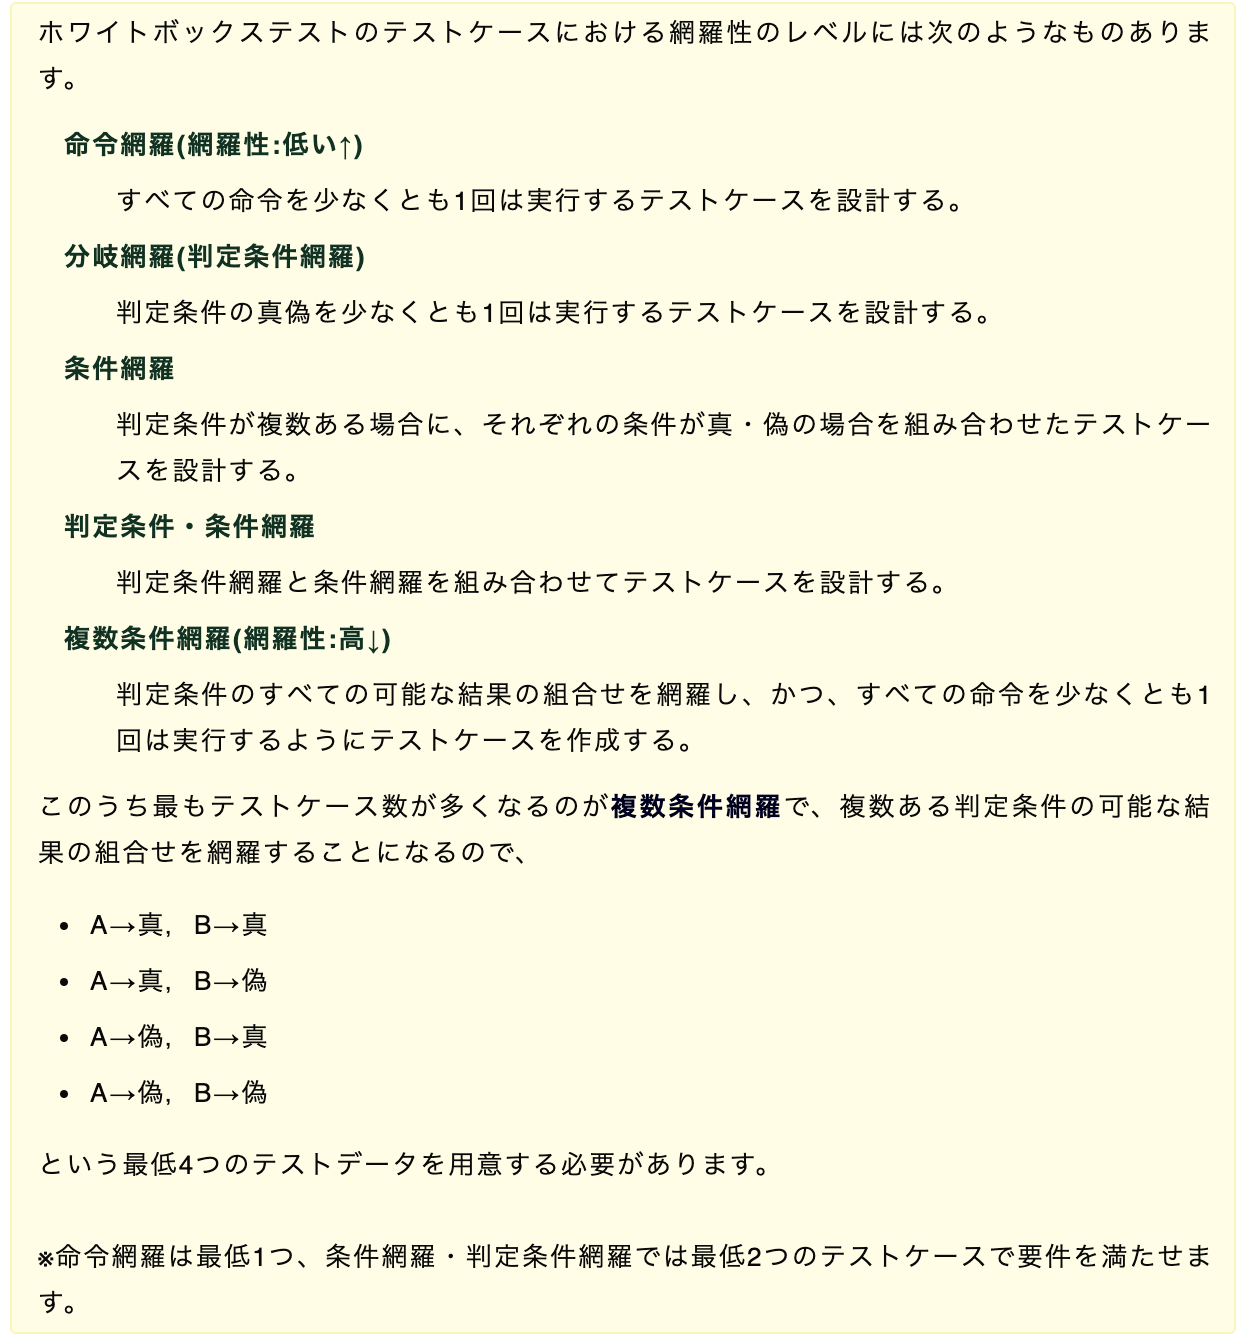 ホワイトボックステストのテストケースにおける網羅性のレベルには次のようなものありま
す。
命令網羅(網羅性:低い↑)
すべての命令を少なくとも1回は実行するテストケースを設計する。
分岐網羅(判定条件網羅)
判定条件の真偽を少なくとも1回は実行するテストケースを設計する。
条件網羅
判定条件が複数ある場合に、それぞれの条件が真・偽の場合を組み合わせたテストケー
スを設計する。
判定条件・条件網羅
判定条件網羅と条件網羅を組み合わせてテストケースを設計する。
複数条件網羅(網羅性:高↓)
判定条件のすべての可能な結果の組合せを網羅し、かつ、すべての命令を少なくとも1
回は実行するようにテストケースを作成する。
このうち最もテストケース数が多くなるのが複数条件網羅で、複数ある判定条件の可能な結
果の組合せを網羅することになるので、
• A→真，B→真
• A→真，B→偽
• A→偽，B→真
• A→偽，B→偽
という最低4つのテストデータを用意する必要があります。
※命令網羅は最低1つ、条件網羅・判定条件網羅では最低2つのテストケースで要件を満たせま
す。